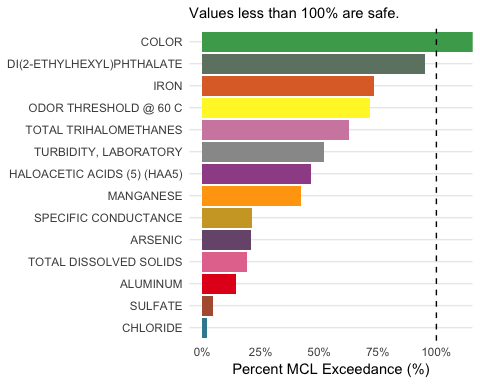 Values less than 100% are safe.
COLOR
DI(2-ETHYLHEXYL)PHTHALATE
IRON
ODOR THRESHOLD @ 60 C
TOTAL TRIHALOMETHANES
TURBIDITY, LABORATORY
HALOACETIC ACIDS (5) (HAA5)
MANGANESE
SPECIFIC CONDUCTANCE
ARSENIC
TOTAL DISSOLVED SOLIDS
ALUMINUM
SULFATE
CHLORIDE
0% 25% 50% 75% 100%
Percent MCL Exceedance (%)